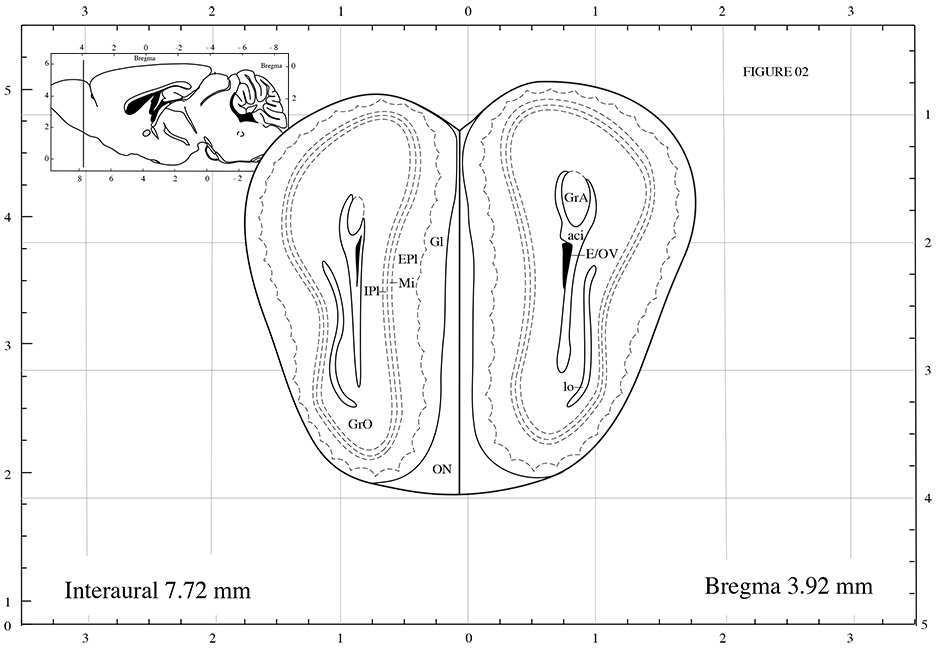 3 2 1 0 1 2 3
4 2 0 -2 -4 -6 -8
Bregma
Bregma
6
4
2
0
0
2
8 6 4 2 0 -2
FIGURE 02
5
4
3
2
1
0
1
2
3
4
5
GrA
aci
E/OV
Gl
EPl
Mi
IPl
lo
GrO
ON
Interaural 7.72 mm
Bregma 3.92 mm
3 2 1 0 1 2 3